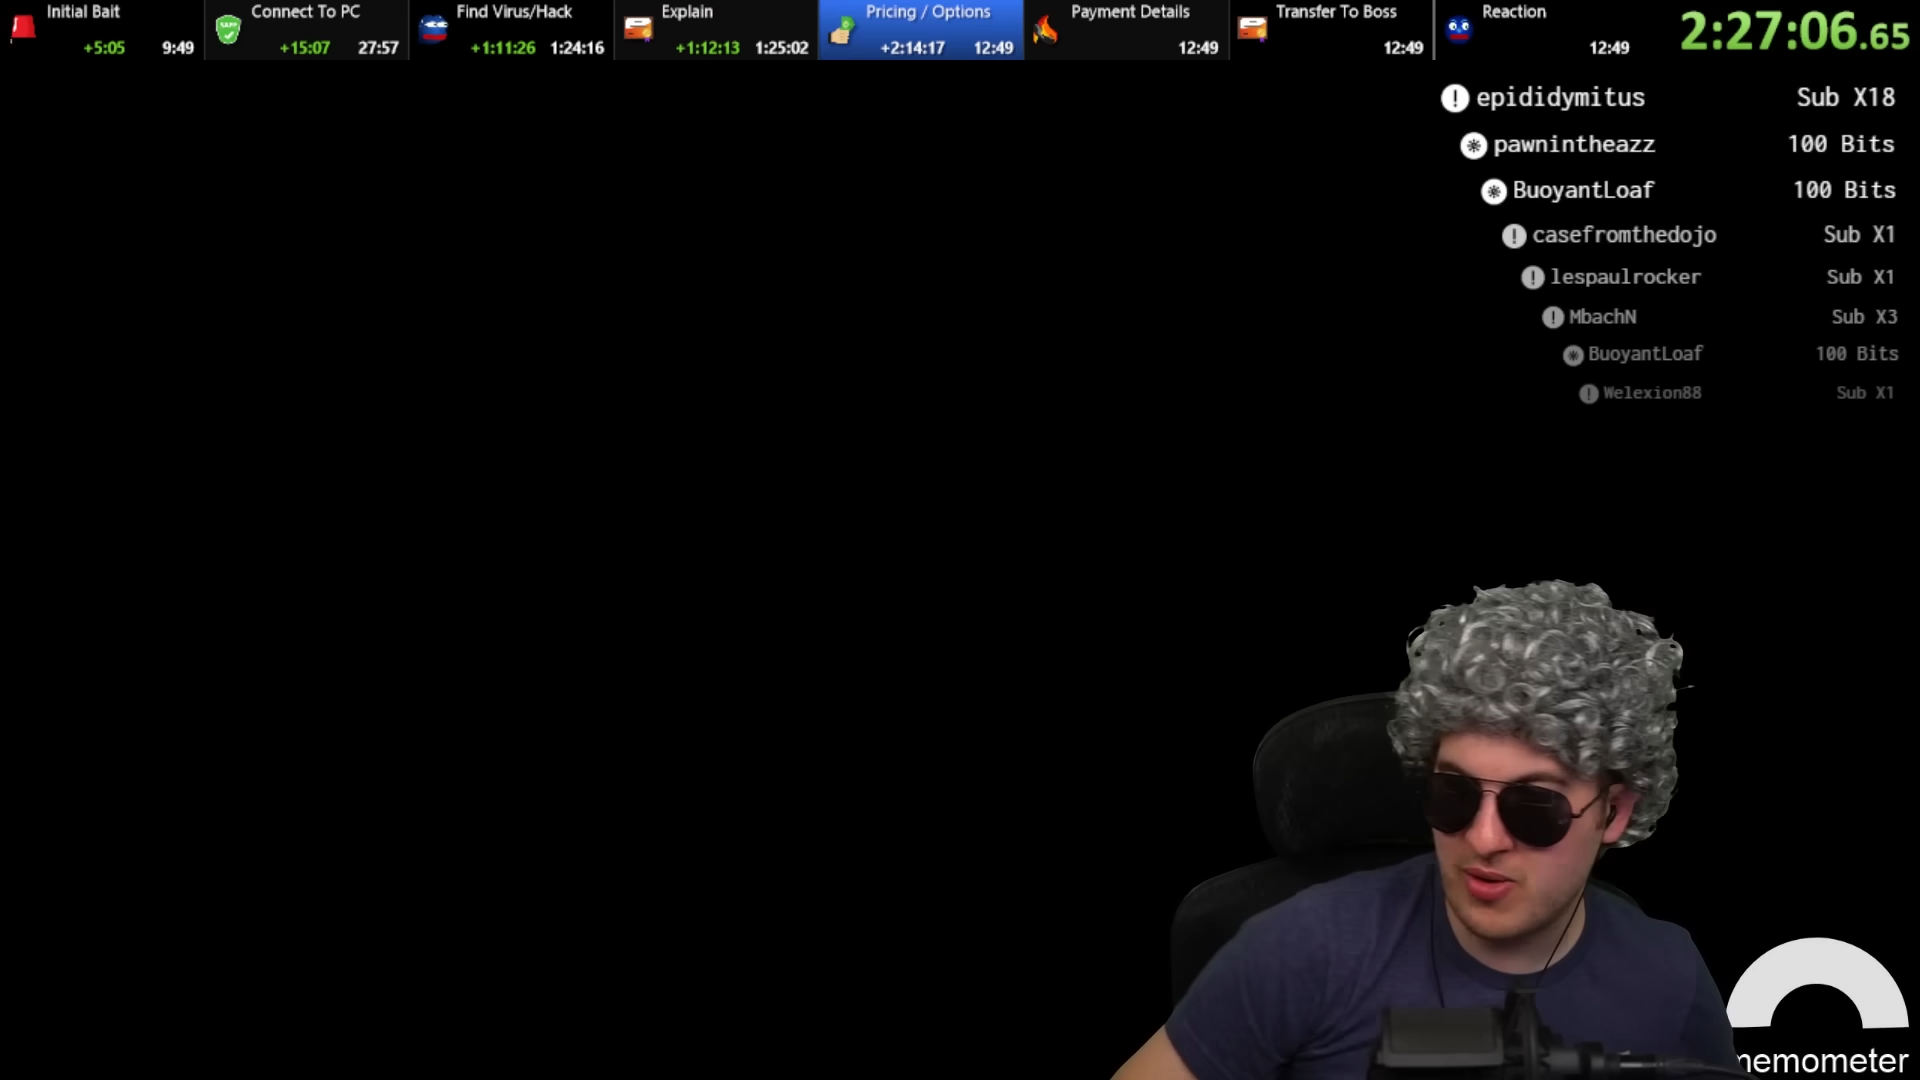 Initial Bait
+5:05 9:49
Connect To PC
+15:07 27:57
Find Virus/Hack
+1:11:26 1:24:16
Explain
+1:12:13 1:25:02
Pricing / Options
+2:14:17 12:49
Payment Details
12:49
Transfer To Boss
12:49
Reaction
12:49
2:27:06.65
epididymitus Sub X18
pawnintheazz 100 Bits
BuoyantLoaf 100 Bits
casefromthedojo Sub X1
lespaulrocker Sub X1
MbachN Sub X3
BuoyantLoaf 100 Bits
Welexion88 Sub X1
memometer